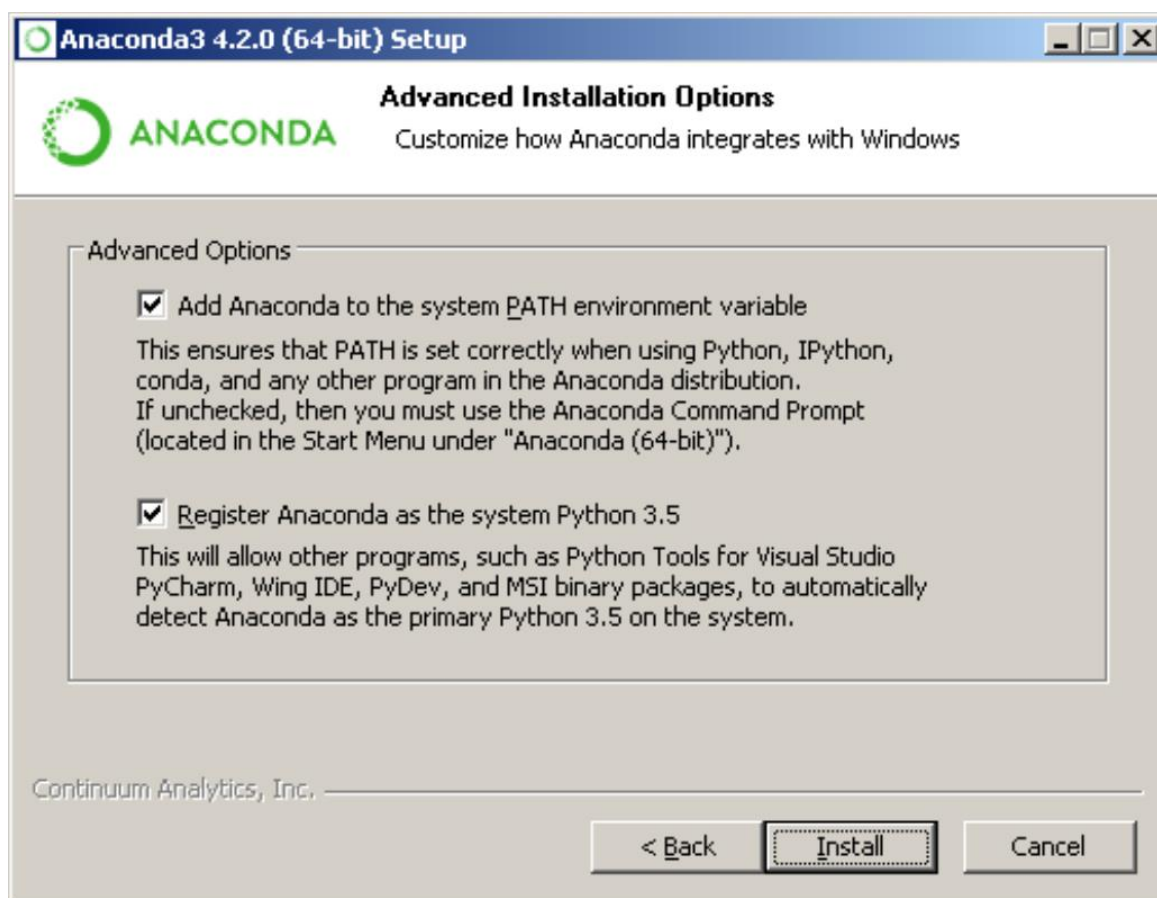 Anaconda3 4.2.0 (64-bit) Setup
ANACONDA
Advanced Installation Options
Customize how Anaconda integrates with Windows
Advanced Options
Add Anaconda to the system PATH environment variable
This ensures that PATH is set correctly when using Python, IPython,
conda, and any other program in the Anaconda distribution.
If unchecked, then you must use the Anaconda Command Prompt
(located in the Start Menu under "Anaconda (64-bit)").
Register Anaconda as the system Python 3.5
This will allow other programs, such as Python Tools for Visual Studio
PyCharm, Wing IDE, PyDev, and MSI binary packages, to automatically
detect Anaconda as the primary Python 3.5 on the system.
Continuum Analytics, Inc.
< Back
Install
Cancel